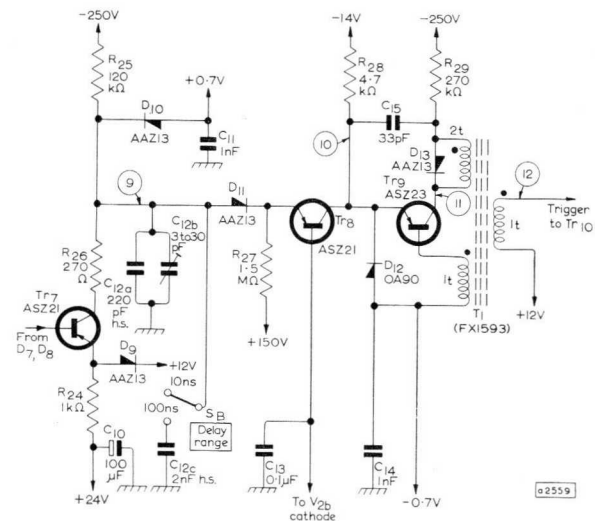 -250V
-14V
-250V
R25
120
kΩ
+0·7V
R28
4·7
kΩ
R29
270
kΩ
D10
AAZ13
C11
1nF
C15
33pF
2t
10
D13
AAZ13
9
D11
AAZ13
Tr9
ASZ23
11
12
1t
Trigger
to Tr10
Tr8
ASZ21
C12b
3to30
pF
R26
270
Ω
C12a
220
pF
h.s.
R27
1·5
MΩ
D12
OA90
1t
T1
(FX1593)
+12V
Tr7
ASZ21
From
D7, D8
+150V
D9
AAZ13
+12V
10ns
100ns
SB
Delay
range
R24
1kΩ
C10
100
μF
+24V
C12c
2nF h.s.
C13
0·1μF
C14
1nF
To V2b
cathode
-0·7V
a2559